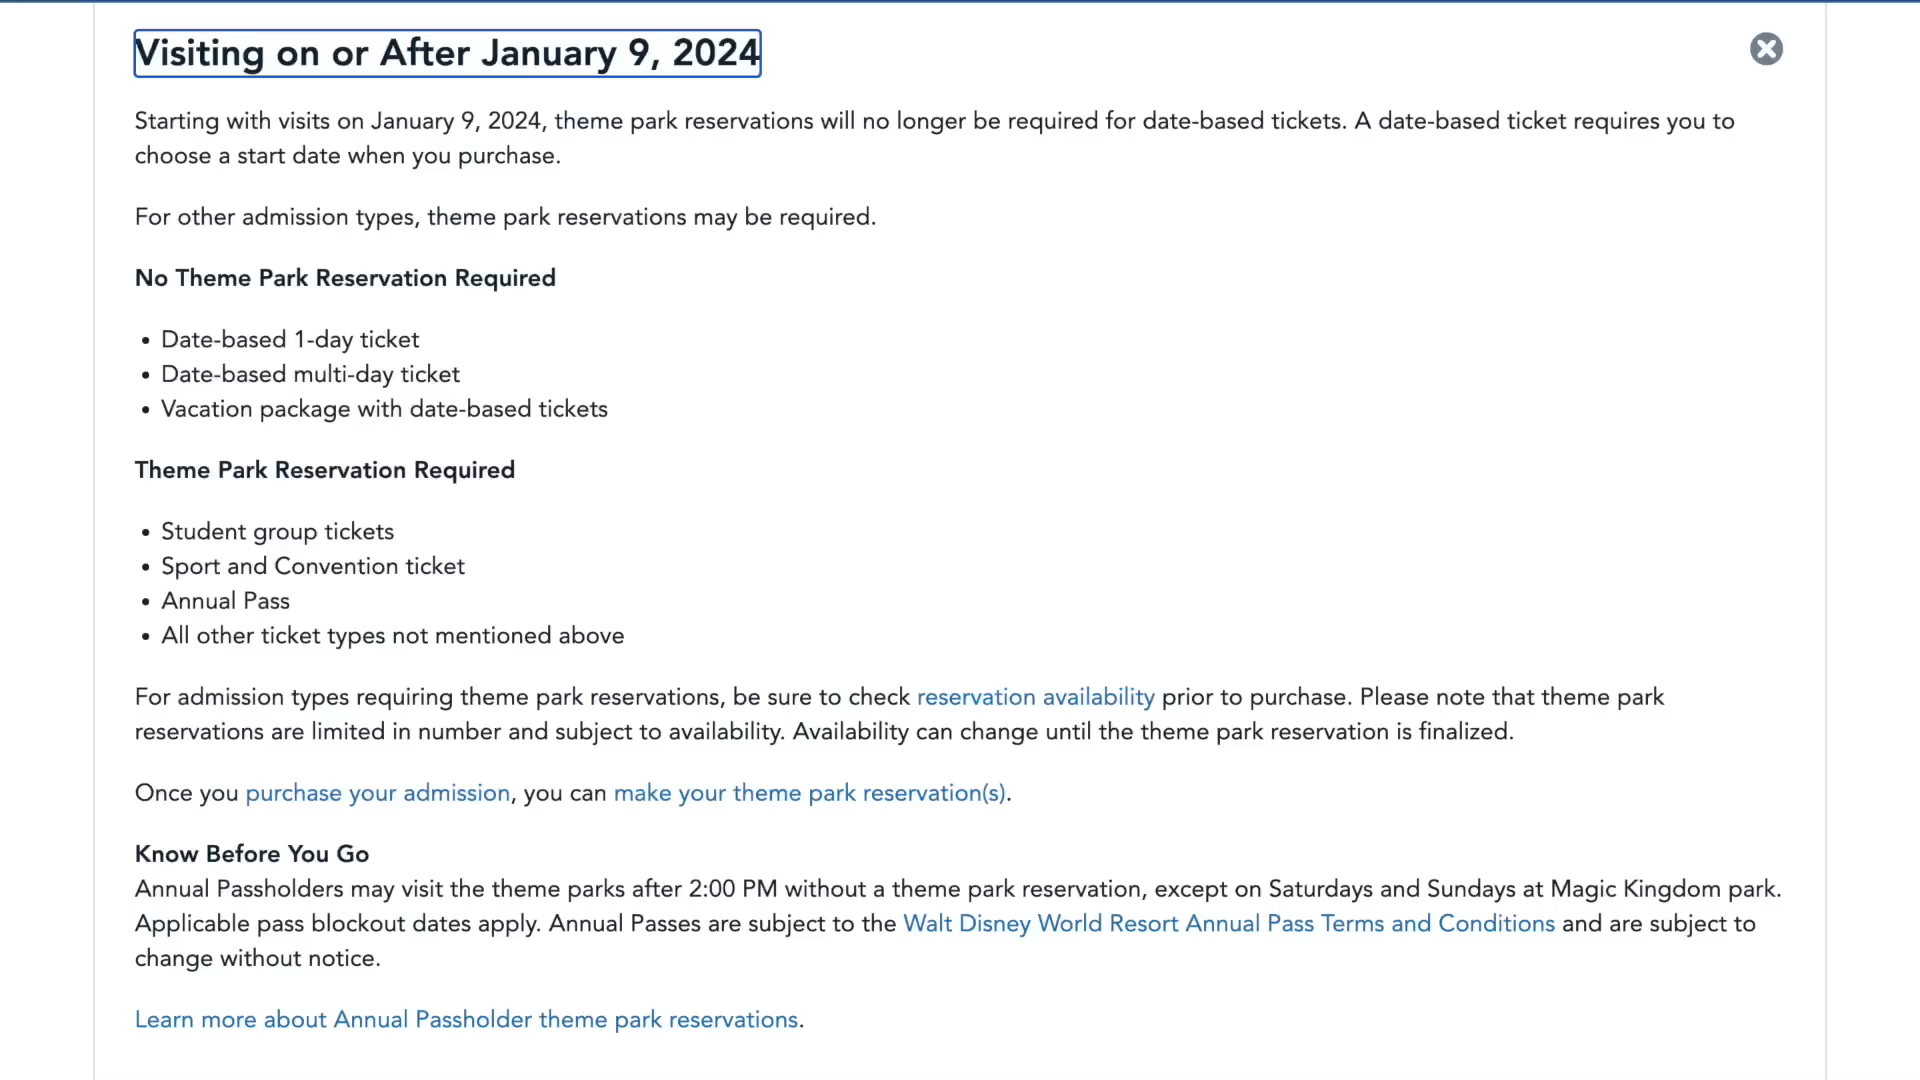 Visiting on or After January 9, 2024
Starting with visits on January 9, 2024, theme park reservations will no longer be required for date-based tickets. A date-based ticket requires you to
choose a start date when you purchase.
For other admission types, theme park reservations may be required.
No Theme Park Reservation Required
• Date-based 1-day ticket
• Date-based multi-day ticket
• Vacation package with date-based tickets
Theme Park Reservation Required
• Student group tickets
• Sport and Convention ticket
• Annual Pass
• All other ticket types not mentioned above
For admission types requiring theme park reservations, be sure to check reservation availability prior to purchase. Please note that theme park
reservations are limited in number and subject to availability. Availability can change until the theme park reservation is finalized.
Once you purchase your admission, you can make your theme park reservation(s).
Know Before You Go
Annual Passholders may visit the theme parks after 2:00 PM without a theme park reservation, except on Saturdays and Sundays at Magic Kingdom park.
Applicable pass blockout dates apply. Annual Passes are subject to the Walt Disney World Resort Annual Pass Terms and Conditions and are subject to
change without notice.
Learn more about Annual Passholder theme park reservations.